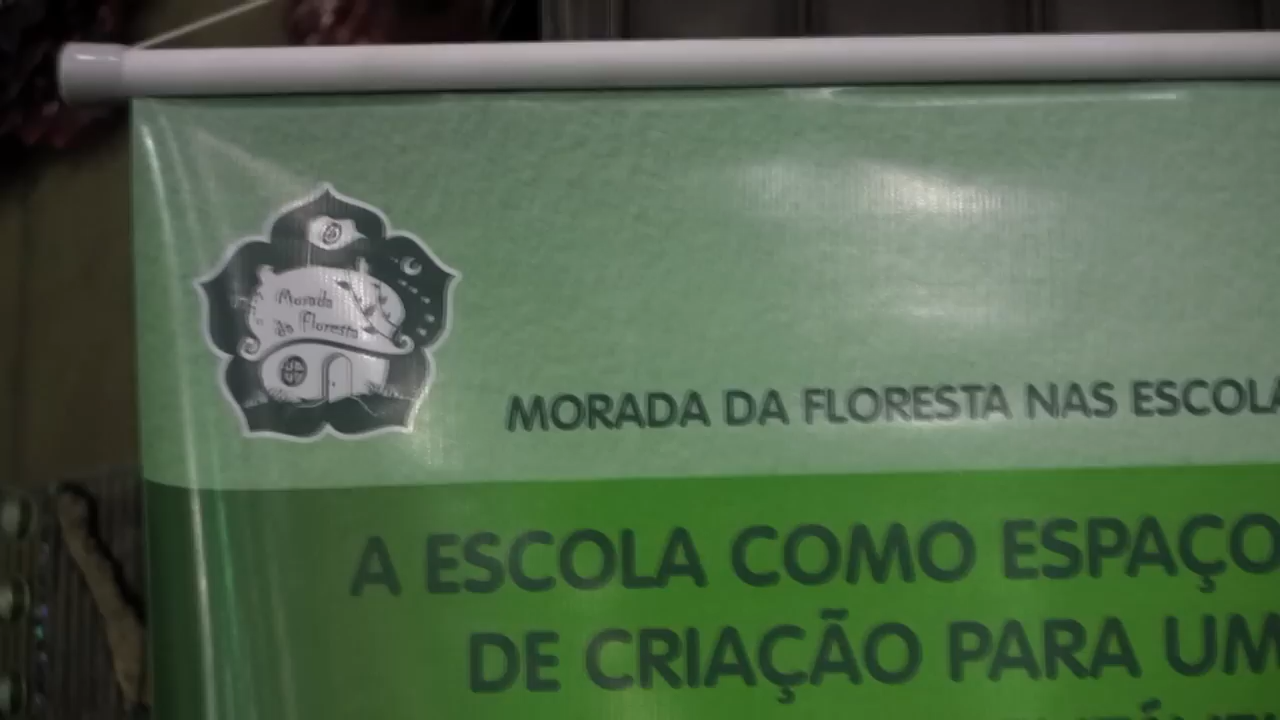 Morada
da Floresta
MORADA DA FLORESTA NAS ESCOLA
A ESCOLA COMO ESPAÇO
DE CRIAÇÃO PARA UM